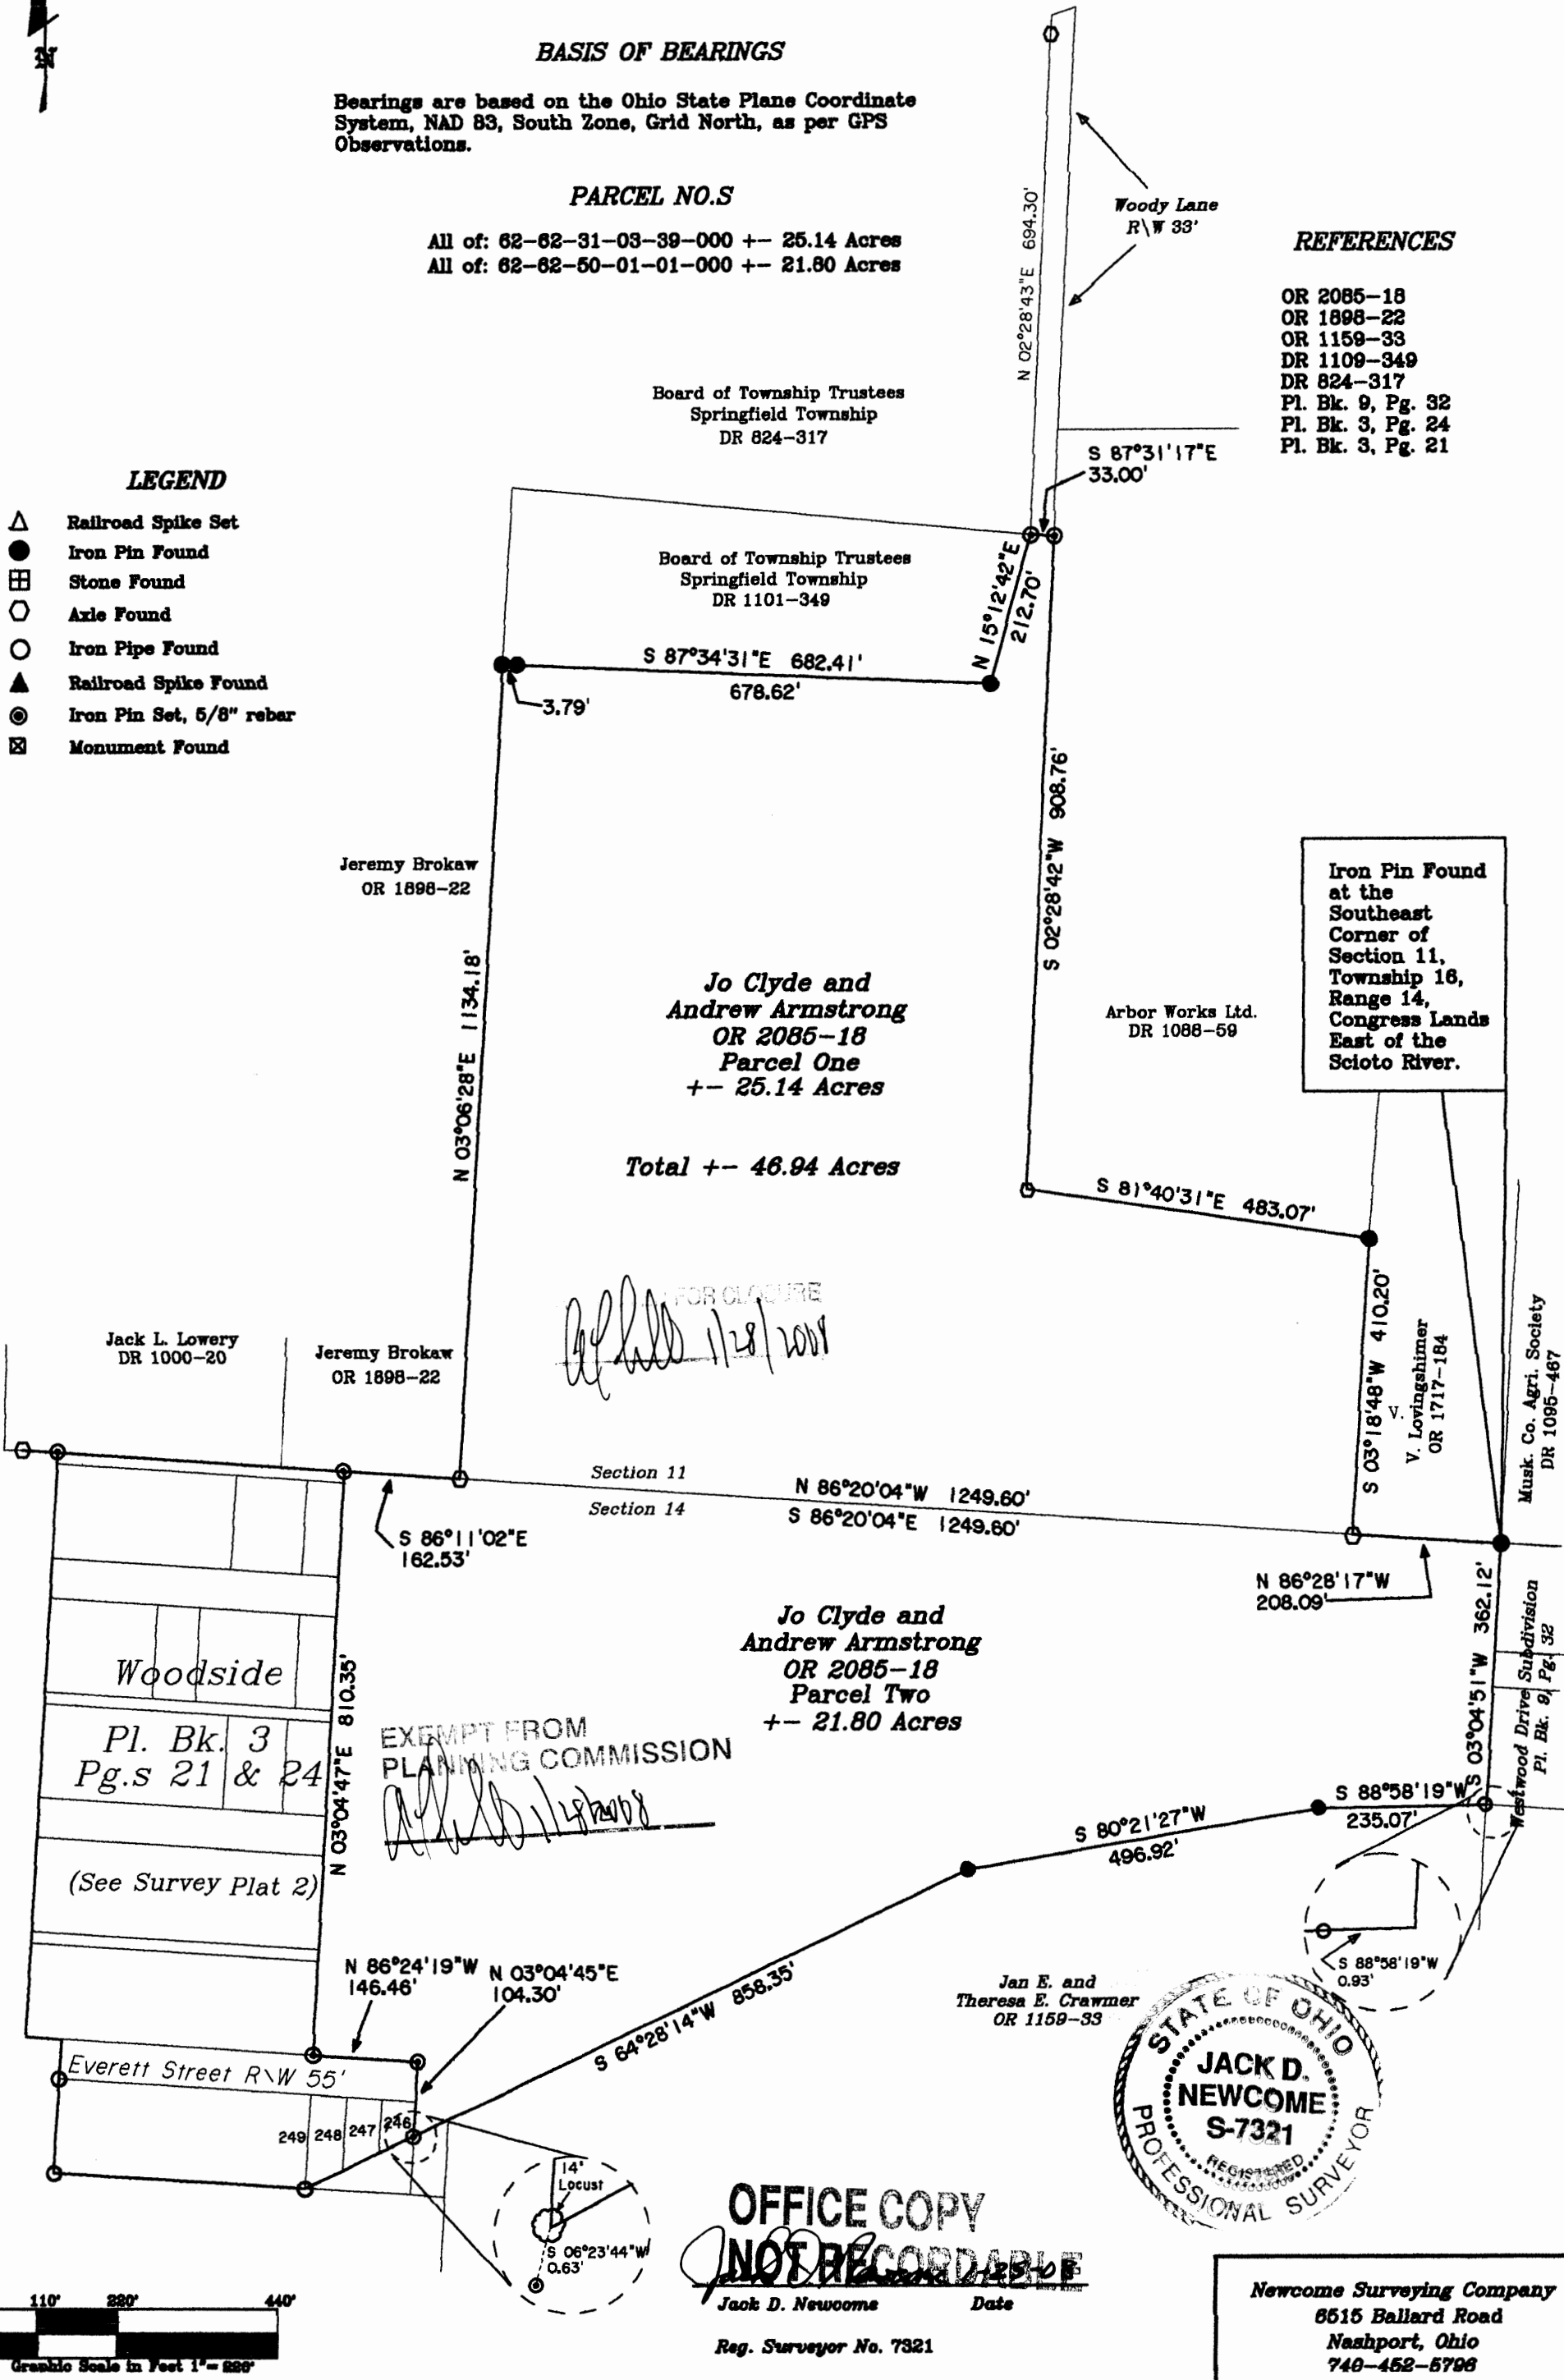 N
BASIS OF BEARINGS
Bearings are based on the Ohio State Plane Coordinate
System, NAD 83, South Zone, Grid North, as per GPS
Observations.
PARCEL NO.S
All of: 62-62-31-03-39-000 +- 25.14 Acres
All of: 62-62-50-01-01-000 +- 21.80 Acres
N 02°28'43"E 694.30'
Woody Lane
R\W 33'
REFERENCES
OR 2085-18
OR 1898-22
OR 1159-33
DR 1109-349
DR 824-317
Pl. Bk. 9, Pg. 32
Pl. Bk. 3, Pg. 24
Pl. Bk. 3, Pg. 21
Board of Township Trustees
Springfield Township
DR 824-317
S 87°31'17"E
33.00'
LEGEND
Railroad Spike Set
Iron Pin Found
Stone Found
Axle Found
Iron Pipe Found
Railroad Spike Found
Iron Pin Set, 5/8" rebar
Monument Found
Board of Township Trustees
Springfield Township
DR 1101-349
N 15°12'42"E
212.70'
S 87°34'31"E 682.41'
678.62'
3.79'
S 02°28'42"W 908.76'
Jeremy Brokaw
OR 1898-22
N 03°06'28"E 1134.18'
Iron Pin Found
at the
Southeast
Corner of
Section 11,
Township 16,
Range 14,
Congress Lands
East of the
Scioto River.
Jo Clyde and
Andrew Armstrong
OR 2085-18
Parcel One
+- 25.14 Acres
Total +- 46.94 Acres
Arbor Works Ltd.
DR 1088-59
S 81°40'31"E 483.07'
FOR CLOSURE
1/28/2008
S 03°18'48"W 410.20'
V.
V. Lovingshimer
OR 1717-184
Musk. Co. Agri. Society
DR 1095-467
Jack L. Lowery
DR 1000-20
Jeremy Brokaw
OR 1898-22
Section 11
Section 14
N 86°20'04"W 1249.60'
S 86°20'04"E 1249.60'
S 86°11'02"E
162.53'
N 86°28'17"W
208.09'
S 03°04'51"W 362.12'
Westwood Drive Subdivision
Pl. Bk. 9, Pg. 32
Jo Clyde and
Andrew Armstrong
OR 2085-18
Parcel Two
+- 21.80 Acres
Woodside
Pl. Bk. 3
Pg.s 21 & 24
(See Survey Plat 2)
N 03°04'47"E 810.35'
EXEMPT FROM
PLANNING COMMISSION
1/28/2008
S 88°58'19"W
235.07'
S 80°21'27"W
496.92'
S 64°28'14"W 858.35'
S 88°58'19"W
0.93'
N 86°24'19"W
146.46'
N 03°04'45"E
104.30'
Jan E. and
Theresa E. Crawmer
OR 1159-33
STATE OF OHIO
JACK D.
NEWCOME
S-7321
REGISTERED
PROFESSIONAL SURVEYOR
Everett Street R\W 55'
249 248 247 246
14"
Locust
S 06°23'44"W
0.63'
OFFICE COPY
NOT RECORDABLE
1-25-08
Jack D. Newcome Date
Reg. Surveyor No. 7321
110' 220' 440'
Graphic Scale in Feet 1"= 220'
Newcome Surveying Company
6515 Ballard Road
Nashport, Ohio
740-452-5796